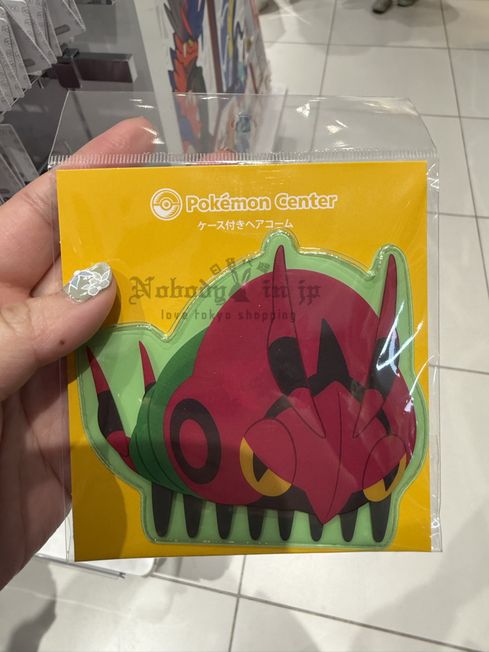 Pokémon Center
ケース付きヘアコーム
Nobody in jp
love tokyo shopping